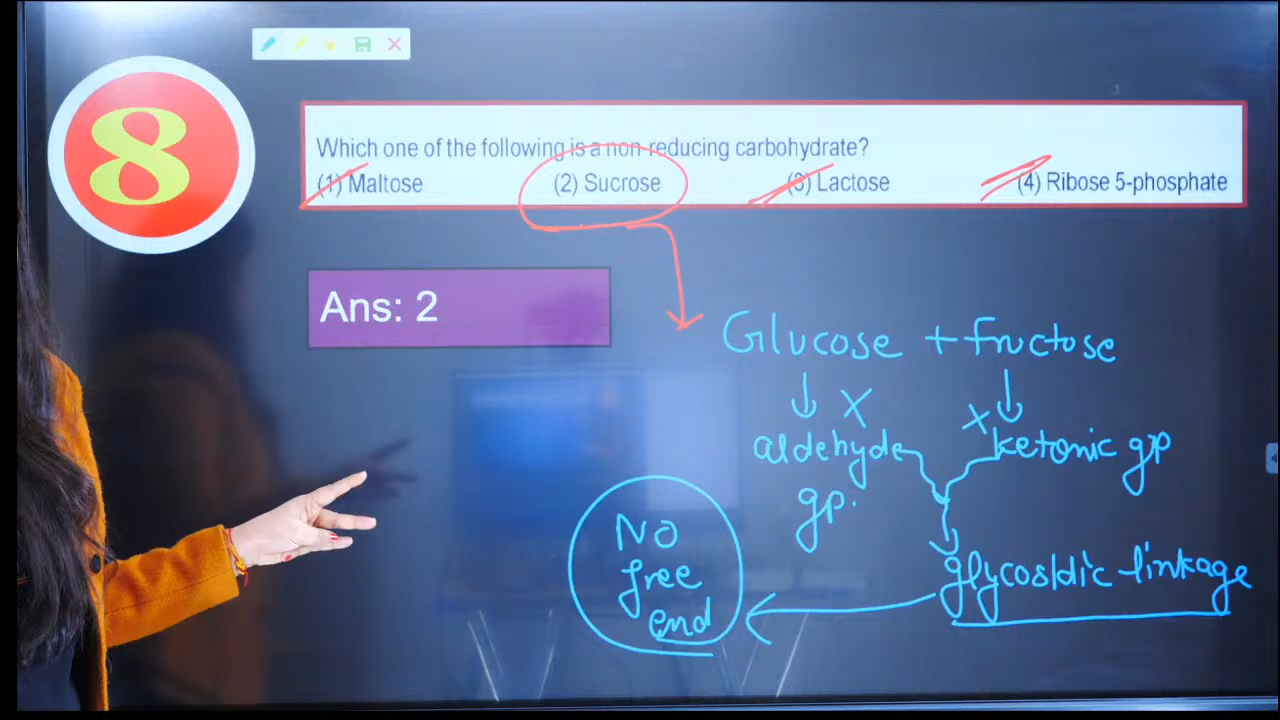 8
Which one of the following is a non-reducing carbohydrate?
(1) Maltose (2) Sucrose (3) Lactose (4) Ribose 5-phosphate
Ans: 2
Glucose + fructose
aldehyde gp.
ketonic gp
glycosidic linkage
No
free
end